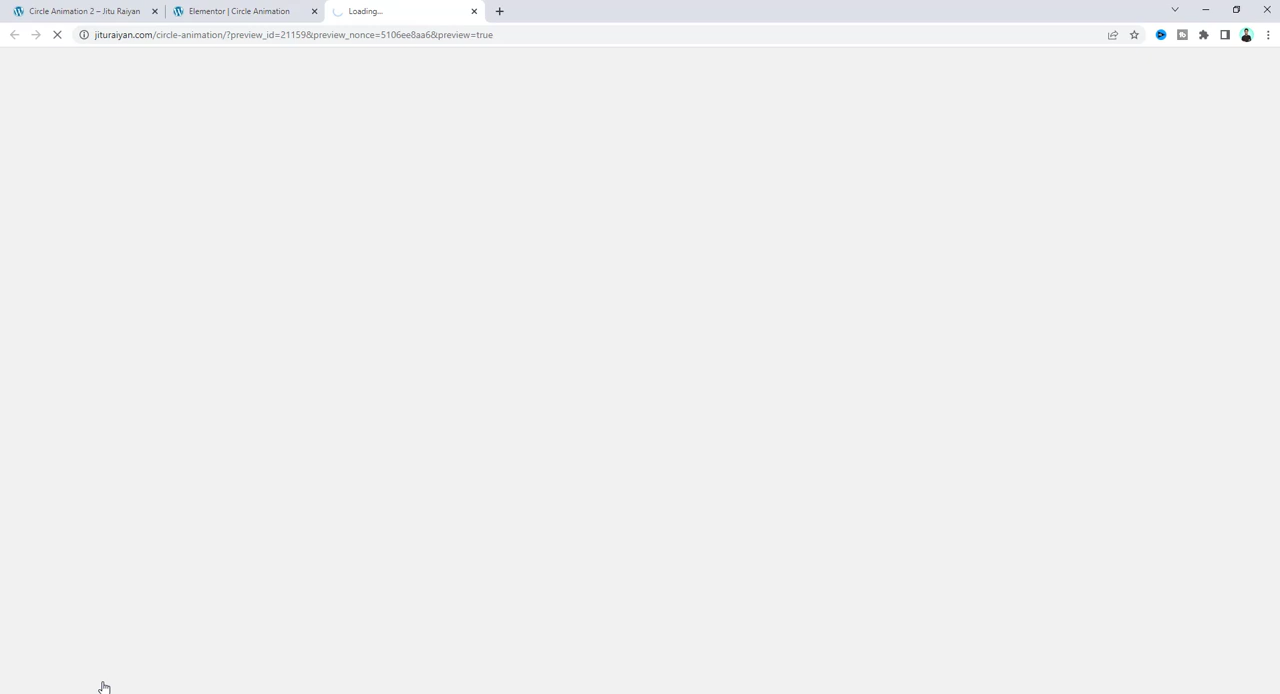 Circle Animation 2 – Jitu Raiyan
Elementor | Circle Animation
Loading...
jituraiyan.com/circle-animation/?preview_id=21159&preview_nonce=5106ee8aa6&preview=true